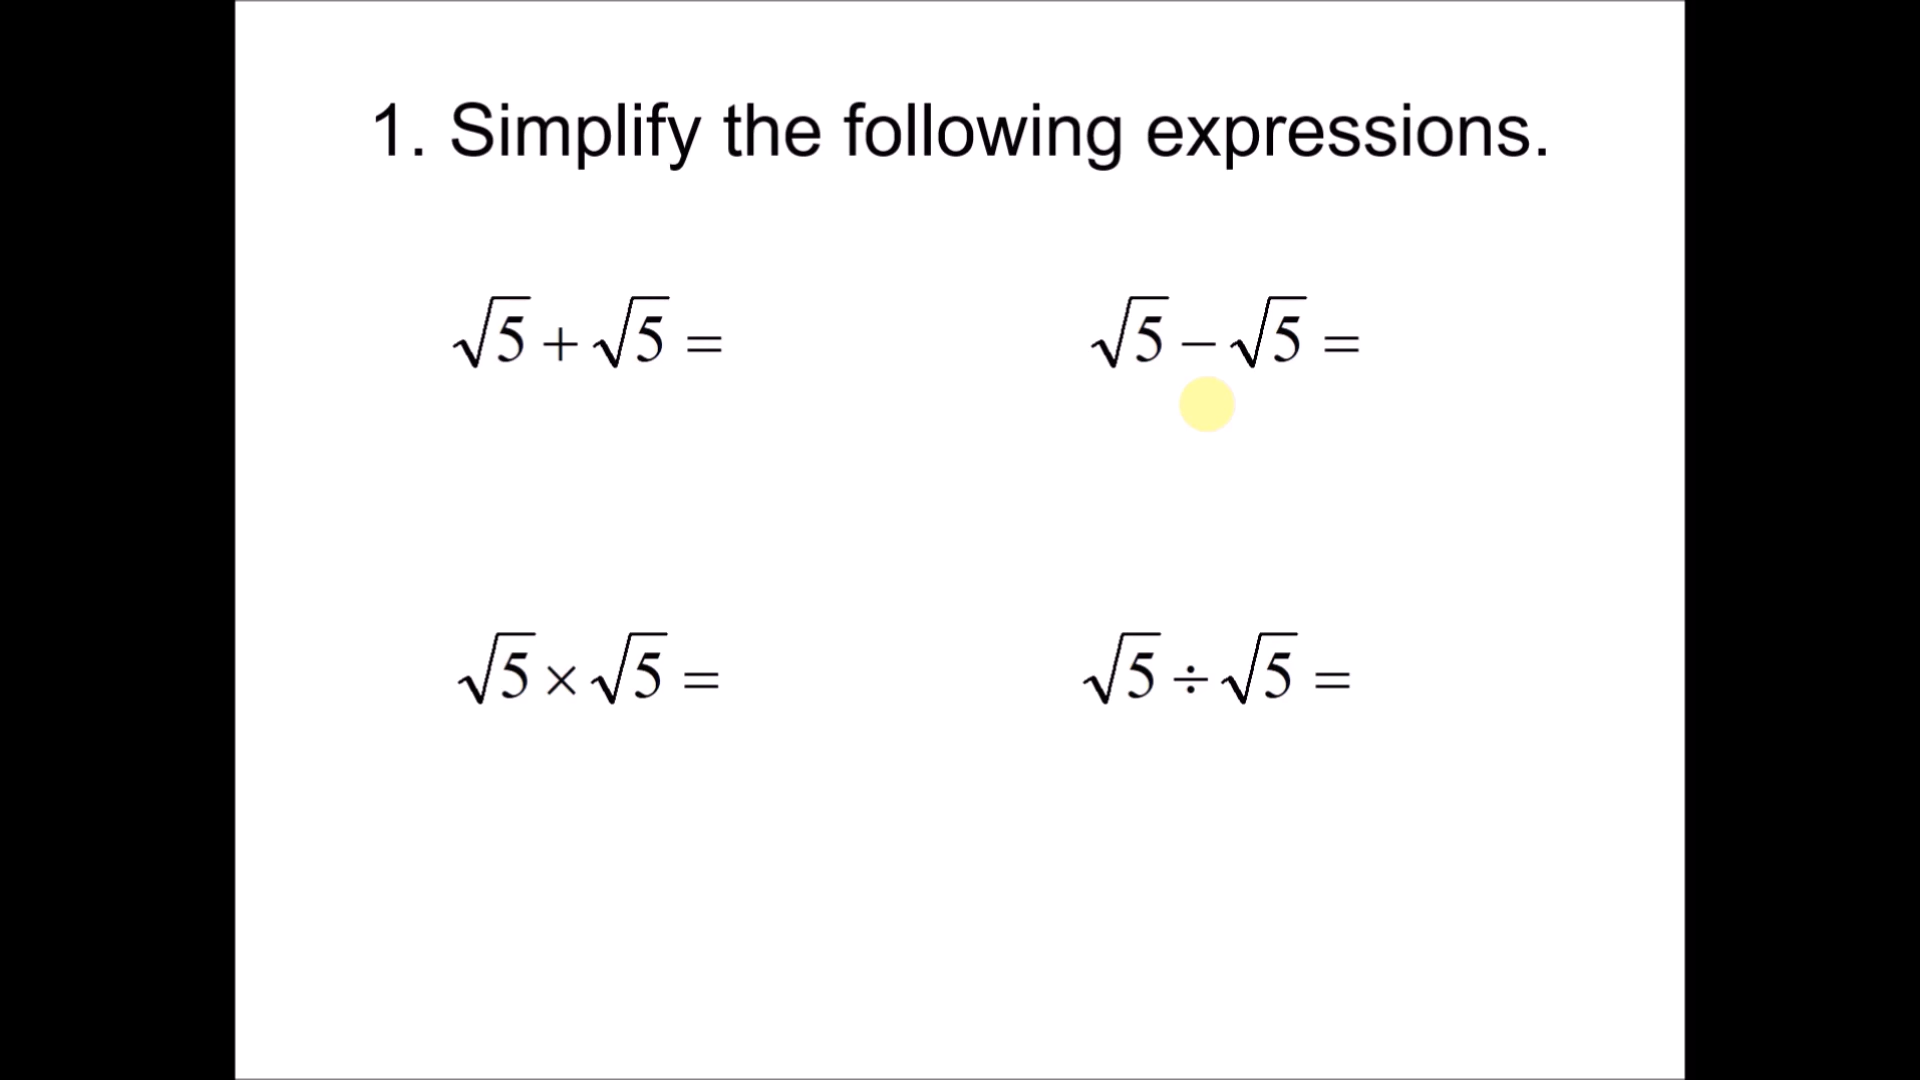 1. Simplify the following expressions.
√5 + √5 =
√5 − √5 =
√5 × √5 =
√5 ÷ √5 =